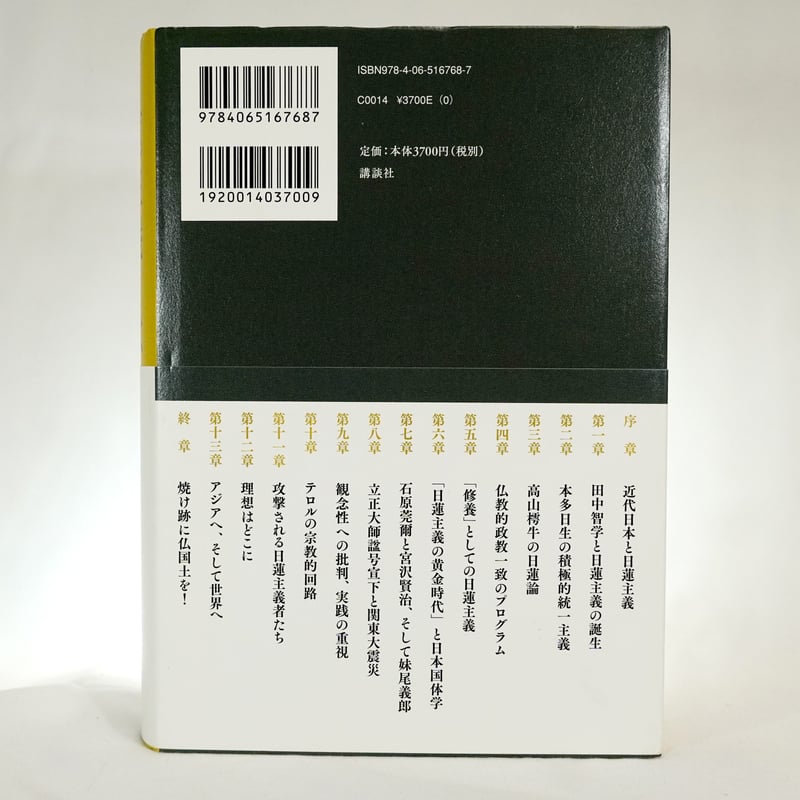 ISBN978-4-06-516768-7
9784065167687
C0014 ¥3700E (0)
定価:本体3700円(税別)
1920014037009
講談社
序章 近代日本と日蓮主義
第一章 田中智学と日蓮主義の誕生
第二章 本多日生の積極的統一主義
第三章 高山樗牛の日蓮論
第四章 仏教的政教一致のプログラム
第五章 「修養」としての日蓮主義
第六章 「日蓮主義の黄金時代」と日本国体学
第七章 石原莞爾と宮沢賢治、そして妹尾義郎
第八章 立正大師諡号宣下と関東大震災
第九章 観念性への批判、実践の重視
第十章 テロルの宗教的回路
第十一章 攻撃される日蓮主義者たち
第十二章 理想はどこに
第十三章 アジアへ、そして世界へ
終章 焼け跡に仏国土を!